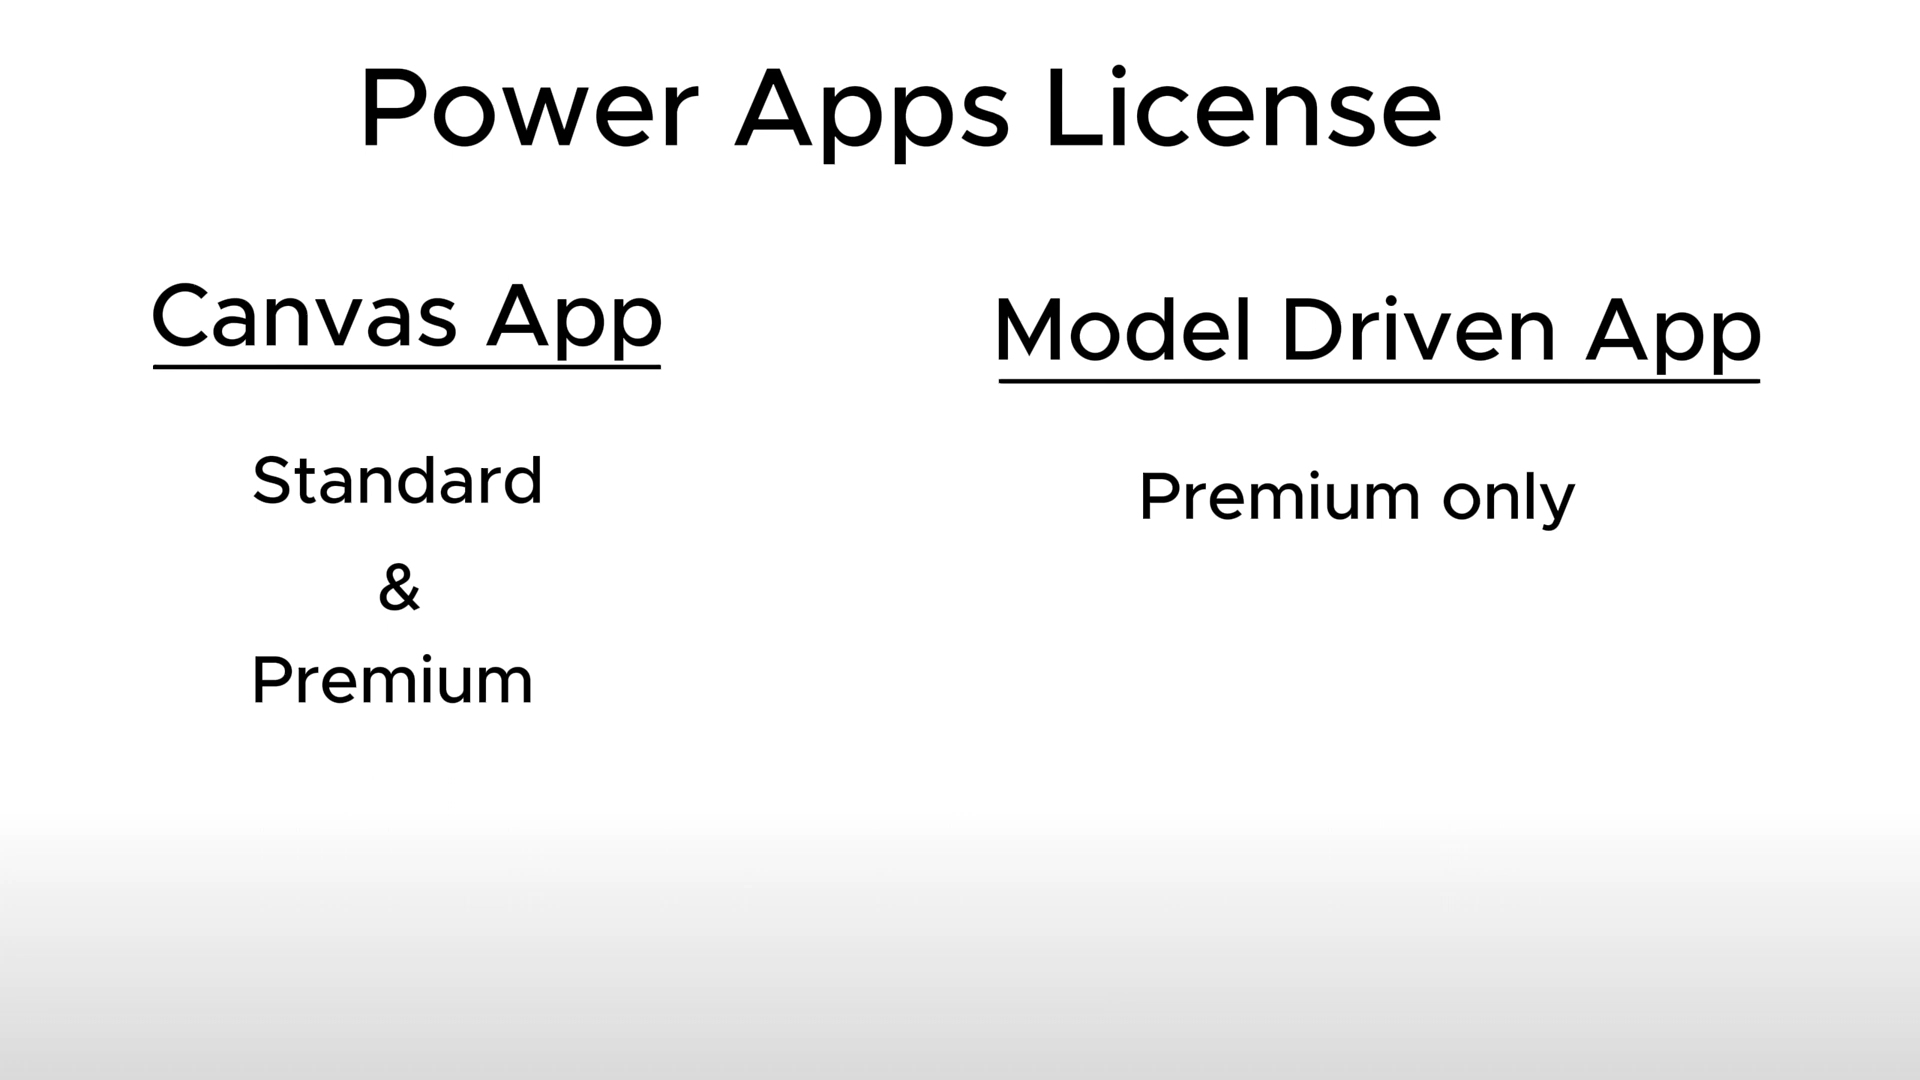 Power Apps License
Canvas App
Standard
&
Premium
Model Driven App
Premium only